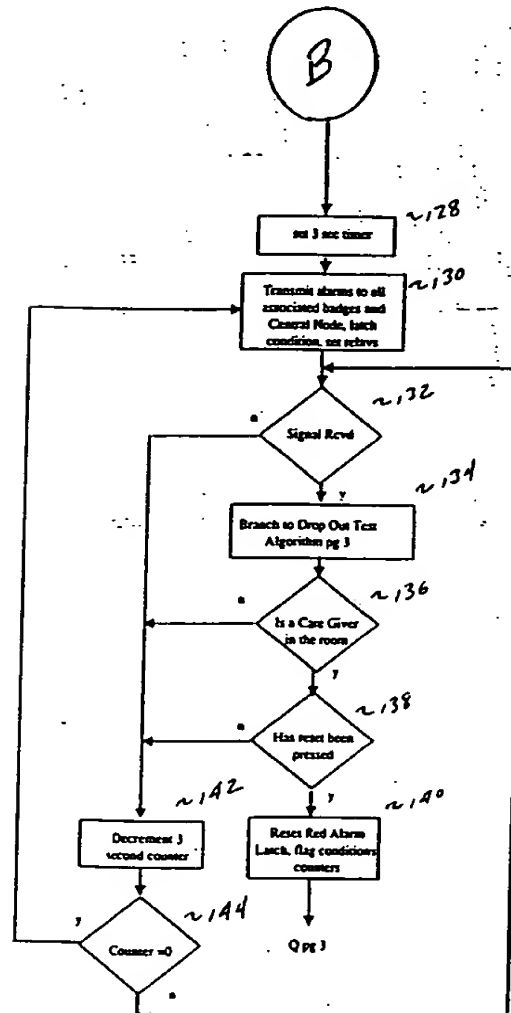 B
~128
set 3 sec timer
~130
Transmit alarms to all
associated badges and
Central Node, latch
condition, set relays
~132
n
Signal Rcvd
y
~134
Branch to Drop Out Test
Algorithm pg 3
~136
n
Is a Care Giver
in the room
y
~138
n
Has reset been
pressed
y
~142
~140
Decrement 3
second counter
Reset Red Alarm
Latch, flag conditions
counters
~144
y
Counter =0
n
Q pg 3